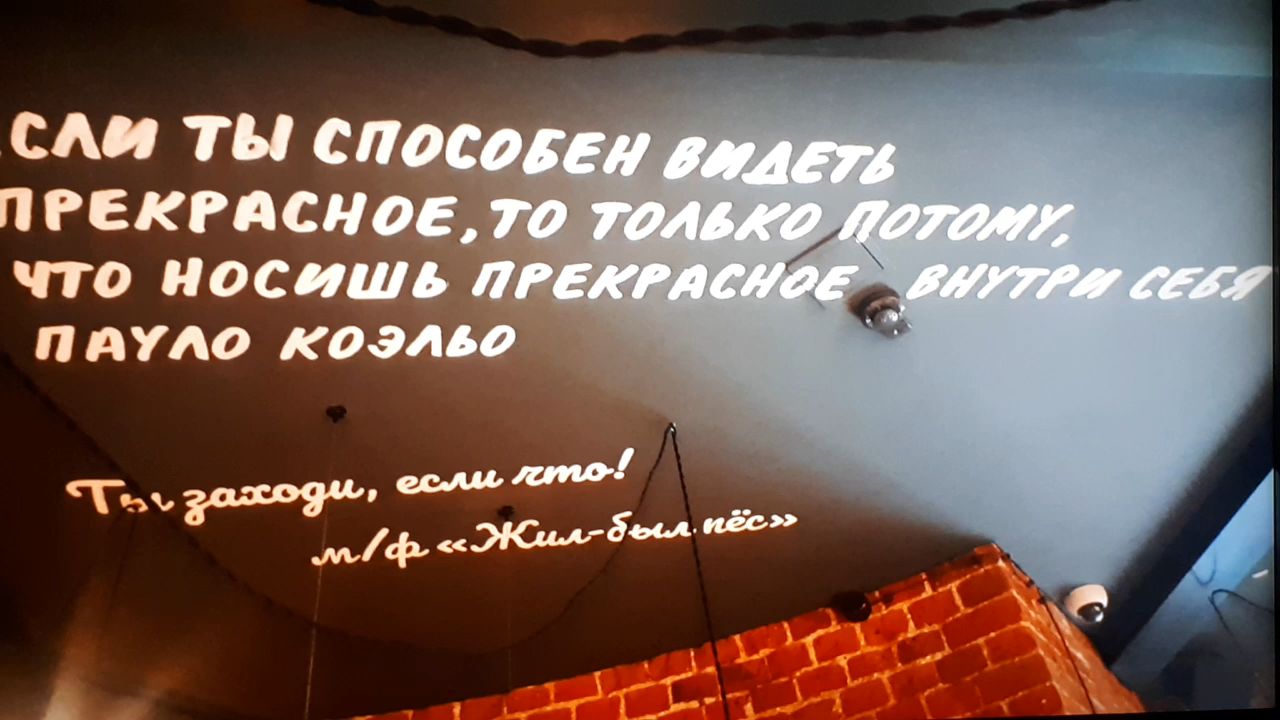 ЕСЛИ ТЫ СПОСОБЕН ВИДЕТЬ
ПРЕКРАСНОЕ, ТО ТОЛЬКО ПОТОМУ,
ЧТО НОСИШЬ ПРЕКРАСНОЕ ВНУТРИ СЕБЯ
ПАУЛО КОЭЛЬО
Ты заходи, если что!
м/ф «Жил-был пёс»